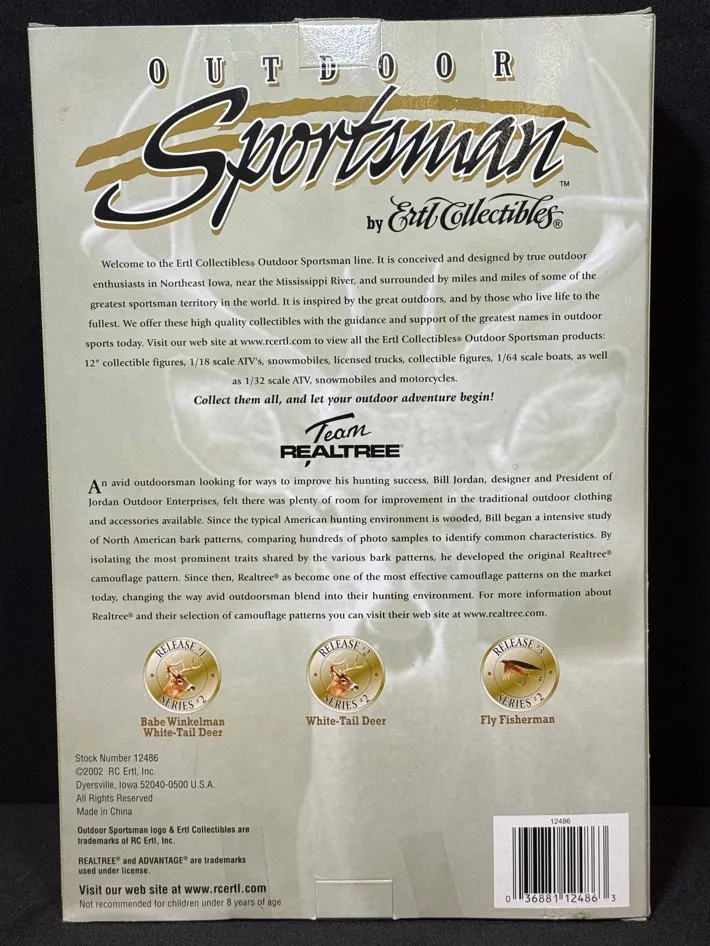 OUTDOOR
Sportsman™
by Ertl Collectibles®
Welcome to the Ertl Collectibles® Outdoor Sportsman line. It is conceived and designed by true outdoor
enthusiasts in Northeast Iowa, near the Mississippi River, and surrounded by miles and miles of some of the
greatest sportsman territory in the world. It is inspired by the great outdoors, and by those who live life to the
fullest. We offer these high quality collectibles with the guidance and support of the greatest names in outdoor
sports today. Visit our web site at www.rcertl.com to view all the Ertl Collectibles® Outdoor Sportsman products:
12" collectible figures, 1/18 scale ATV's, snowmobiles, licensed trucks, collectible figures, 1/64 scale boats, as well
as 1/32 scale ATV, snowmobiles and motorcycles.
Collect them all, and let your outdoor adventure begin!
Team
REALTREE®
An avid outdoorsman looking for ways to improve his hunting success, Bill Jordan, designer and President of
Jordan Outdoor Enterprises, felt there was plenty of room for improvement in the traditional outdoor clothing
and accessories available. Since the typical American hunting environment is wooded, Bill began a intensive study
of North American bark patterns, comparing hundreds of photo samples to identify common characteristics. By
isolating the most prominent traits shared by the various bark patterns, he developed the original Realtree®
camouflage pattern. Since then, Realtree® as become one of the most effective camouflage patterns on the market
today, changing the way avid outdoorsman blend into their hunting environment. For more information about
Realtree® and their selection of camouflage patterns you can visit their web site at www.realtree.com.
RELEASE #1
SERIES #2
Babe Winkelman
White-Tail Deer
RELEASE #2
SERIES #2
White-Tail Deer
RELEASE #3
SERIES #2
Fly Fisherman
Stock Number 12486
©2002 RC Ertl, Inc.
Dyersville, Iowa 52040-0500 U.S.A.
All Rights Reserved
Made in China
Outdoor Sportsman logo & Ertl Collectibles are
trademarks of RC Ertl, Inc.
REALTREE® and ADVANTAGE® are trademarks
used under license.
Visit our web site at www.rcertl.com
Not recommended for children under 8 years of age
12486
0 36881 12486 3